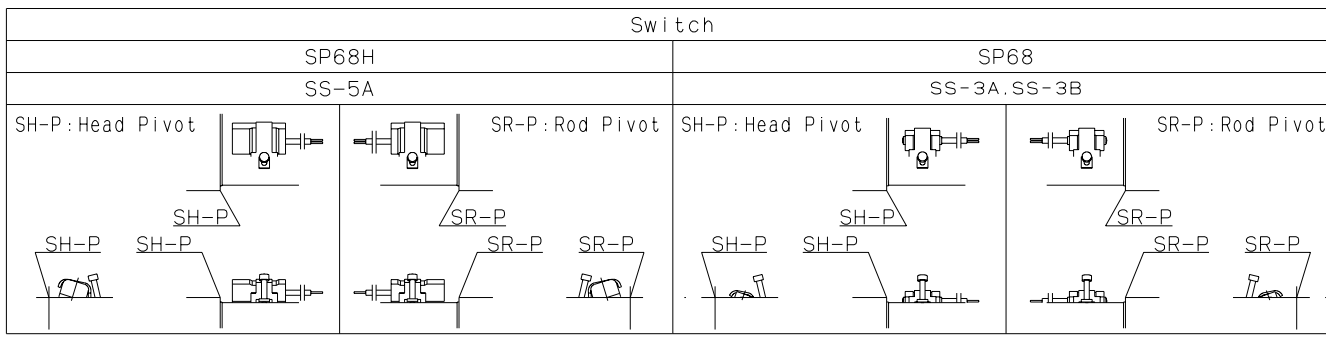 Switch
SP68H SP68
SS-5A SS-3A.SS-3B
SH-P:Head Pivot SR-P:Rod Pivot SH-P:Head Pivot SR-P:Rod Pivot
SH-P SR-P SH-P SR-P
SH-P SH-P SR-P SR-P SH-P SH-P SR-P SR-P